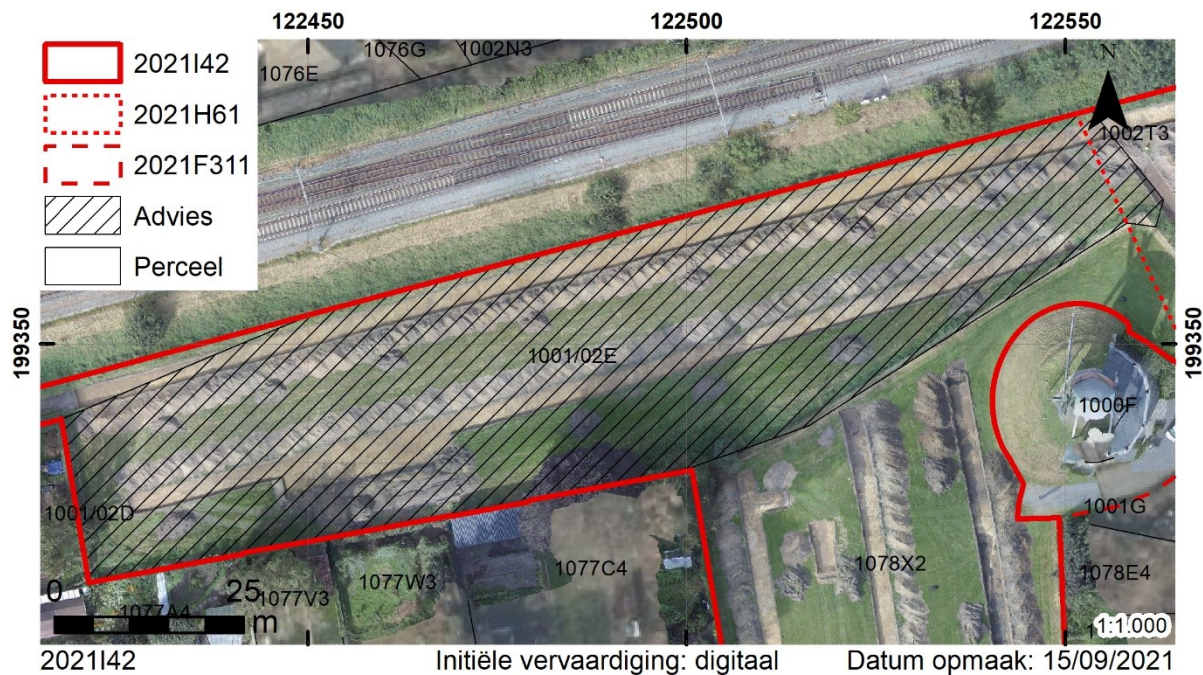 122450 122500 122550
2021I42
2021H61
2021F311
Advies
Perceel
1076G
1002N3
1076E
N
1002T3
199350
199350
1001/02E
1000F
1001/02D
1001G
1077C4
1077W3
1078X2
1078E4
1077V3
1077A4
0 25
m
1:1.000
2021I42 Initiële vervaardiging: digitaal Datum opmaak: 15/09/2021